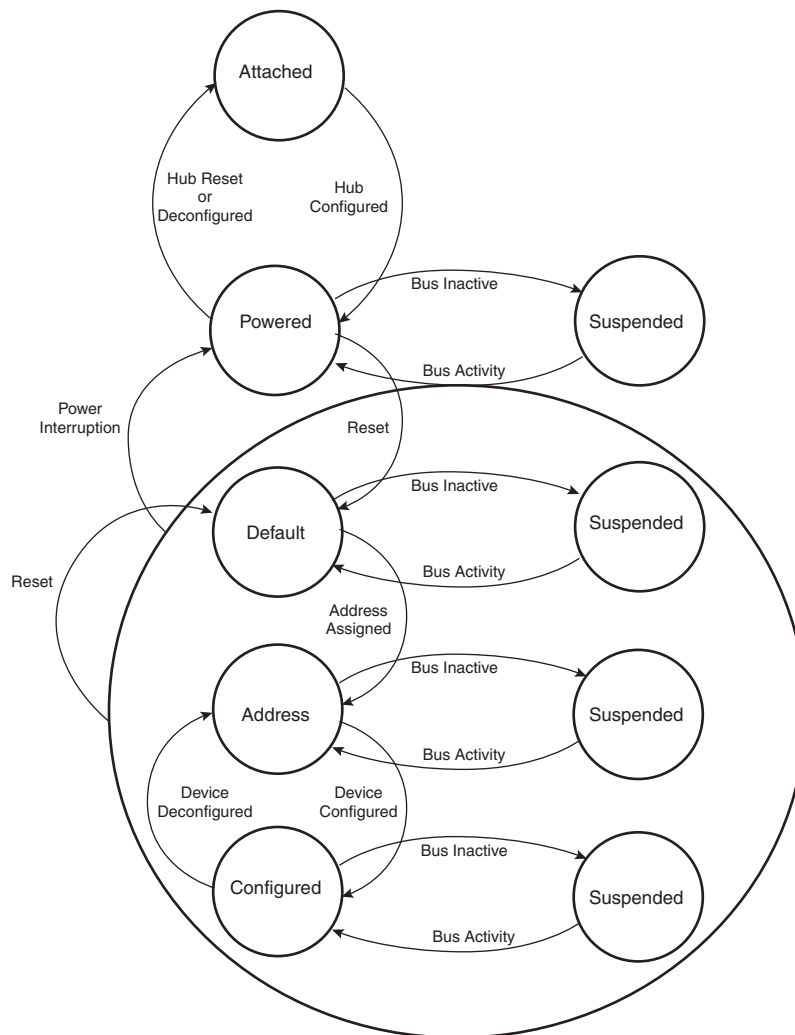 Attached
Hub Reset
or
Deconfigured
Hub
Configured
Powered
Bus Inactive
Suspended
Bus Activity
Power
Interruption
Reset
Bus Inactive
Default
Suspended
Bus Activity
Reset
Address
Assigned
Bus Inactive
Address
Suspended
Bus Activity
Device
Deconfigured
Device
Configured
Bus Inactive
Configured
Suspended
Bus Activity